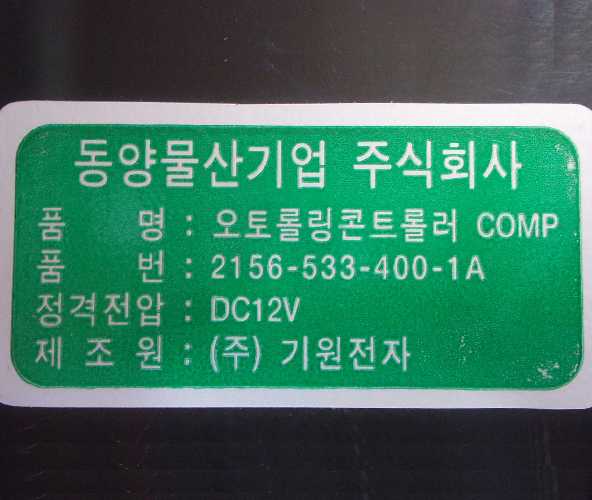 동양물산기업 주식회사
품 명 : 오토롤링콘트롤러 COMP
품 번 : 2156-533-400-1A
정격전압 : DC12V
제 조 원 : (주) 기원전자